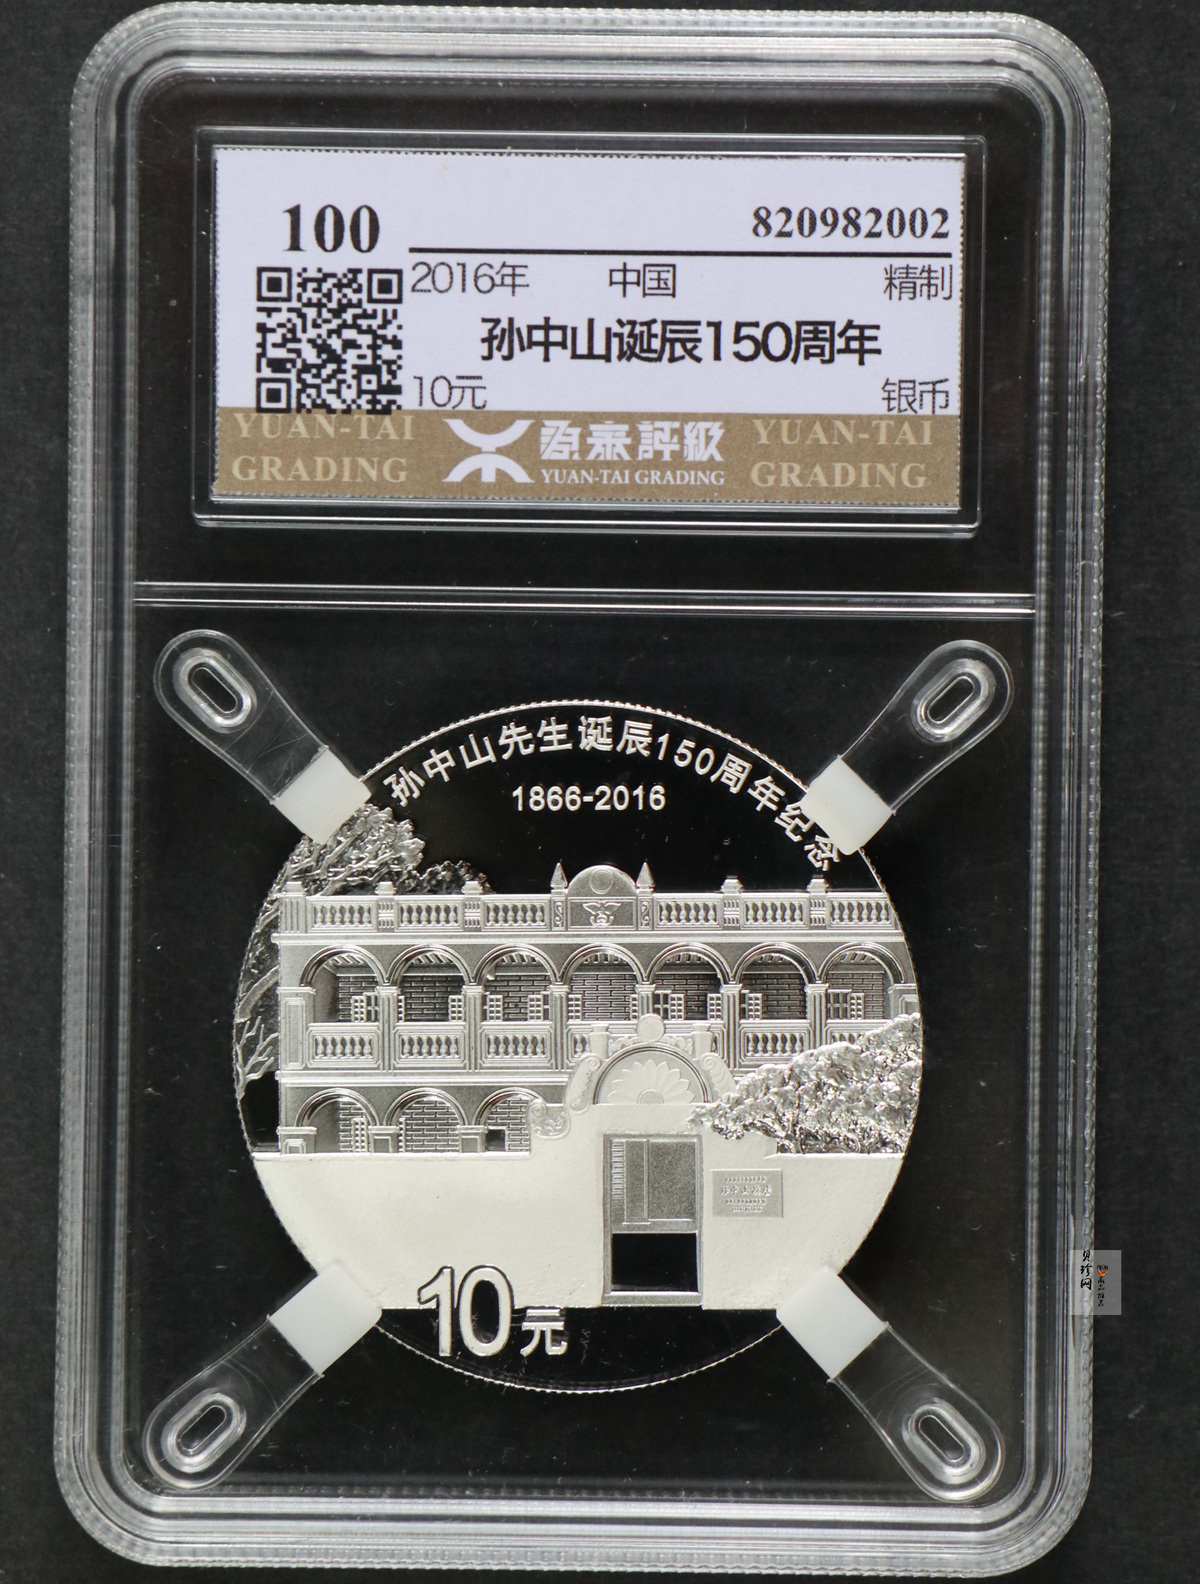 100
820982002
2016年 中国 精制
孙中山诞辰150周年
10元 银币
YUAN-TAI GRADING
源泰評級
YUAN-TAI GRADING
YUAN-TAI GRADING
孙中山先生诞辰150周年纪念
1866-2016
10元
贝珍网